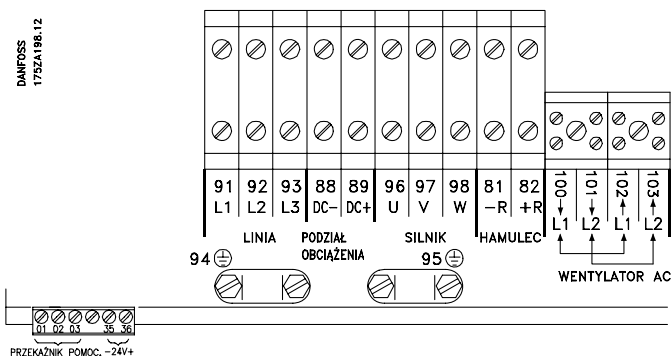 DANFOSS
175ZA198.12
91 92 93 88 89 96 97 98 81 82
L1 L2 L3 DC- DC+ U V W -R +R
100 101 102 103
L1 L2 L1 L2
LINIA
PODZIAŁ
OBCIĄŻENIA
SILNIK
HAMULEC
94
95
WENTYLATOR AC
01 02 03 35 36
PRZEKAŹNIK POMOC. -24V+